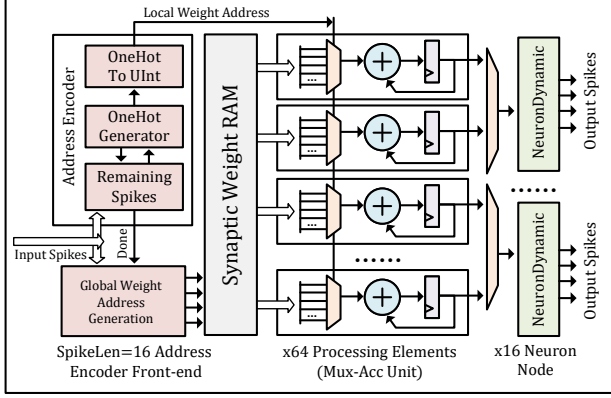 Local Weight Address
Address Encoder
OneHot
To UInt
OneHot
Generator
Remaining
Spikes
Input Spikes
Done
Global Weight
Address
Generation
SpikeLen=16 Address
Encoder Front-end
Synaptic Weight RAM
...
...
...
......
...
x64 Processing Elements
(Mux-Acc Unit)
NeuronDynamic
Output Spikes
......
NeuronDynamic
Output Spikes
x16 Neuron
Node